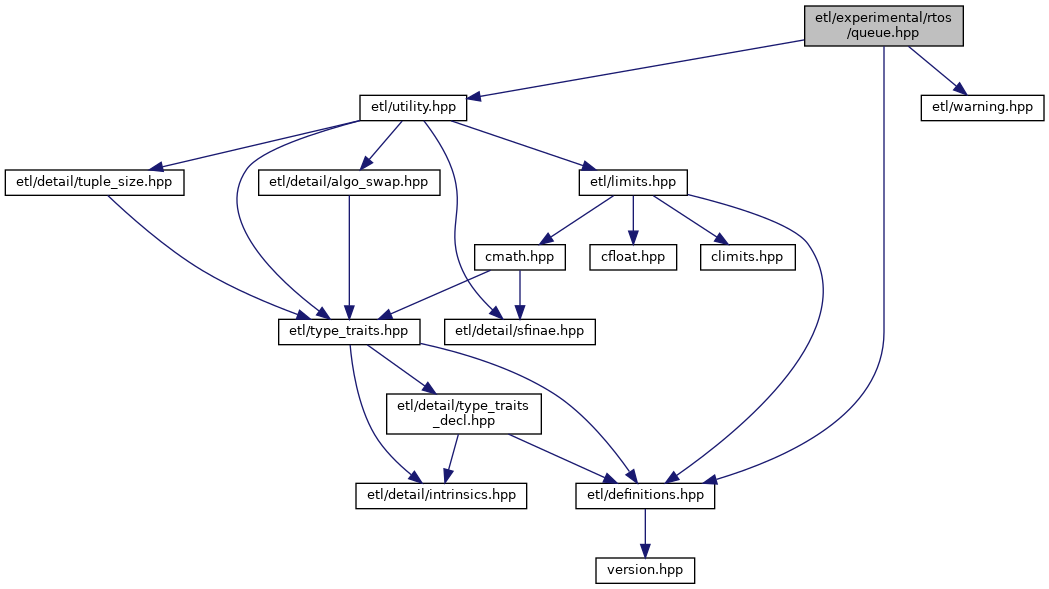 etl/experimental/rtos
/queue.hpp
etl/utility.hpp
etl/warning.hpp
etl/detail/tuple_size.hpp
etl/detail/algo_swap.hpp
etl/limits.hpp
cmath.hpp
cfloat.hpp
climits.hpp
etl/type_traits.hpp
etl/detail/sfinae.hpp
etl/detail/type_traits
_decl.hpp
etl/detail/intrinsics.hpp
etl/definitions.hpp
version.hpp